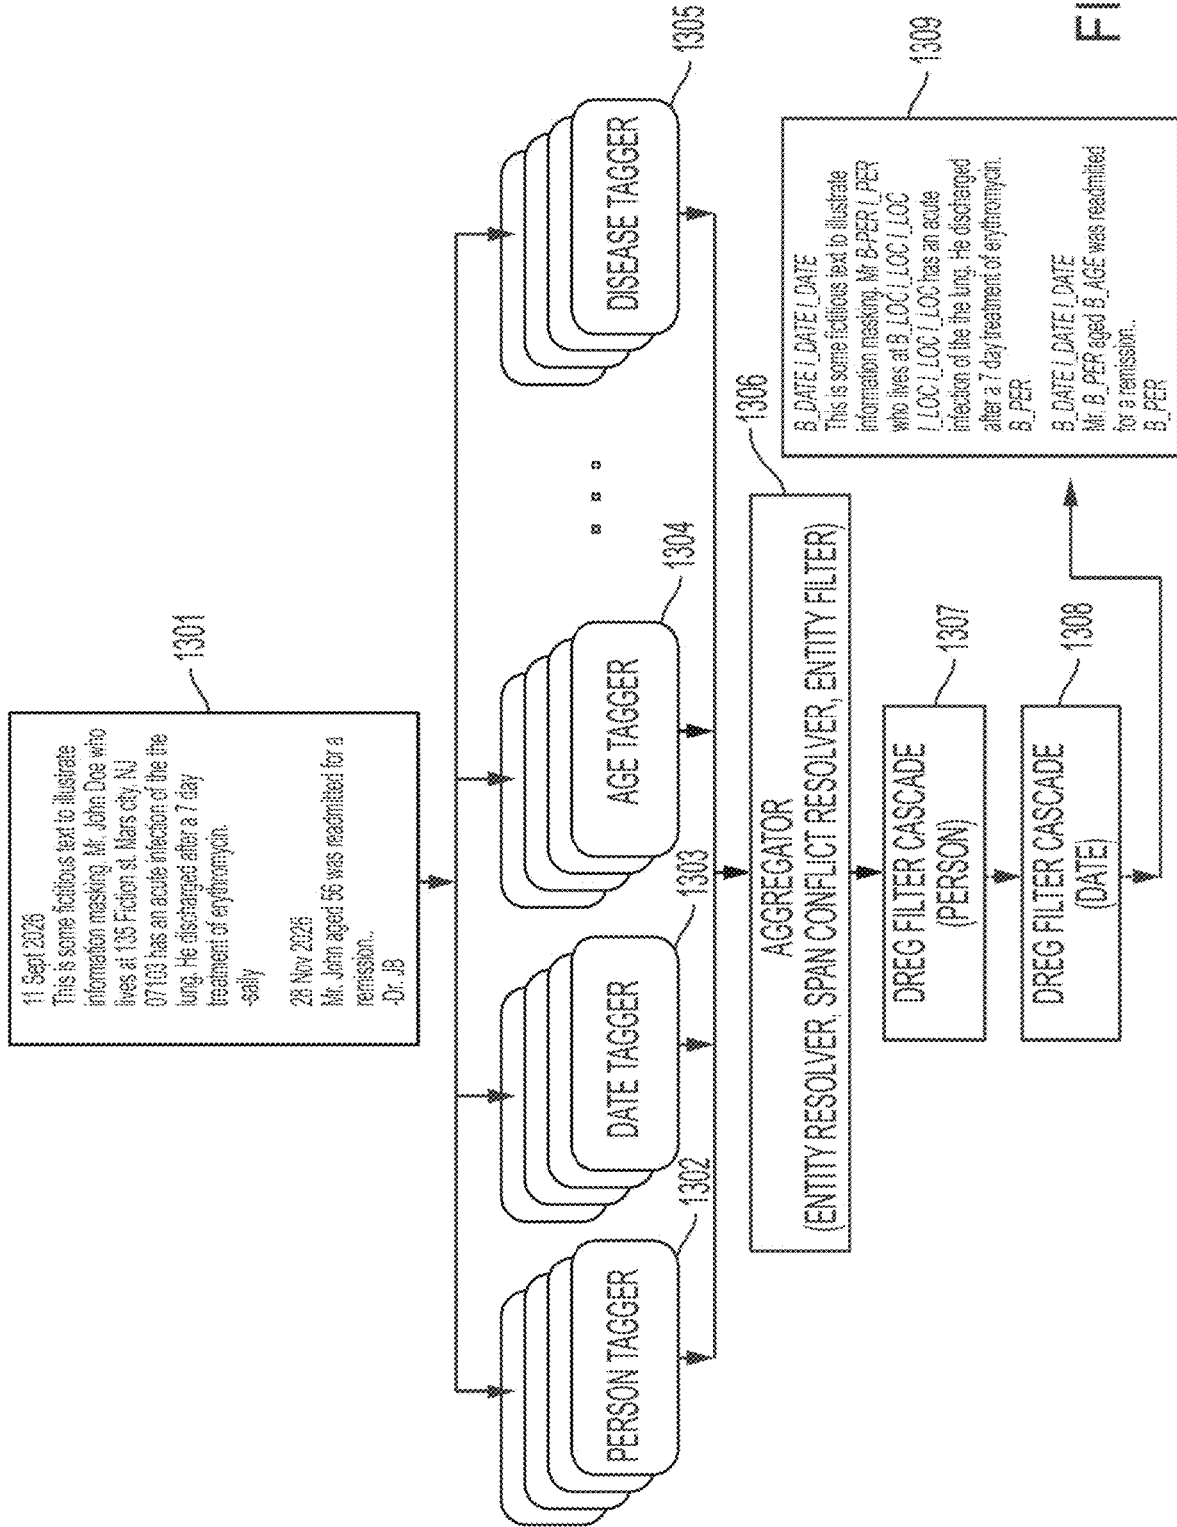 11 Sept 2026
This is some fictitious text to illustrate
information masking. Mr. John Doe who
lives at 135 Fiction st. Mars city, NJ
07103 has an acute infection of the the
lung. He discharged after a 7 day
treatment of erythromycin.
-sally
28 Nov 2026
Mr. John aged 56 was readmitted for a
remission..
-Dr. JB
1301
PERSON TAGGER
1302
DATE TAGGER
1303
AGE TAGGER
1304
DISEASE TAGGER
1305
AGGREGATOR
(ENTITY RESOLVER, SPAN CONFLICT RESOLVER, ENTITY FILTER)
1306
DREG FILTER CASCADE
(PERSON)
1307
DREG FILTER CASCADE
(DATE)
1308
B_DATE I_DATE
This is some fictitious text to illustrate
information masking. Mr B-PER I_PER
who lives at B_LOC I_LOC I_LOC
I_LOC I_LOC I_LOC has an acute
infection of the the lung. He discharged
after a 7 day treatment of erythromycin.
B_PER
B_DATE I_DATE I_DATE
Mr. B_PER aged B_AGE was readmitted
for a remission..
B_PER
1309